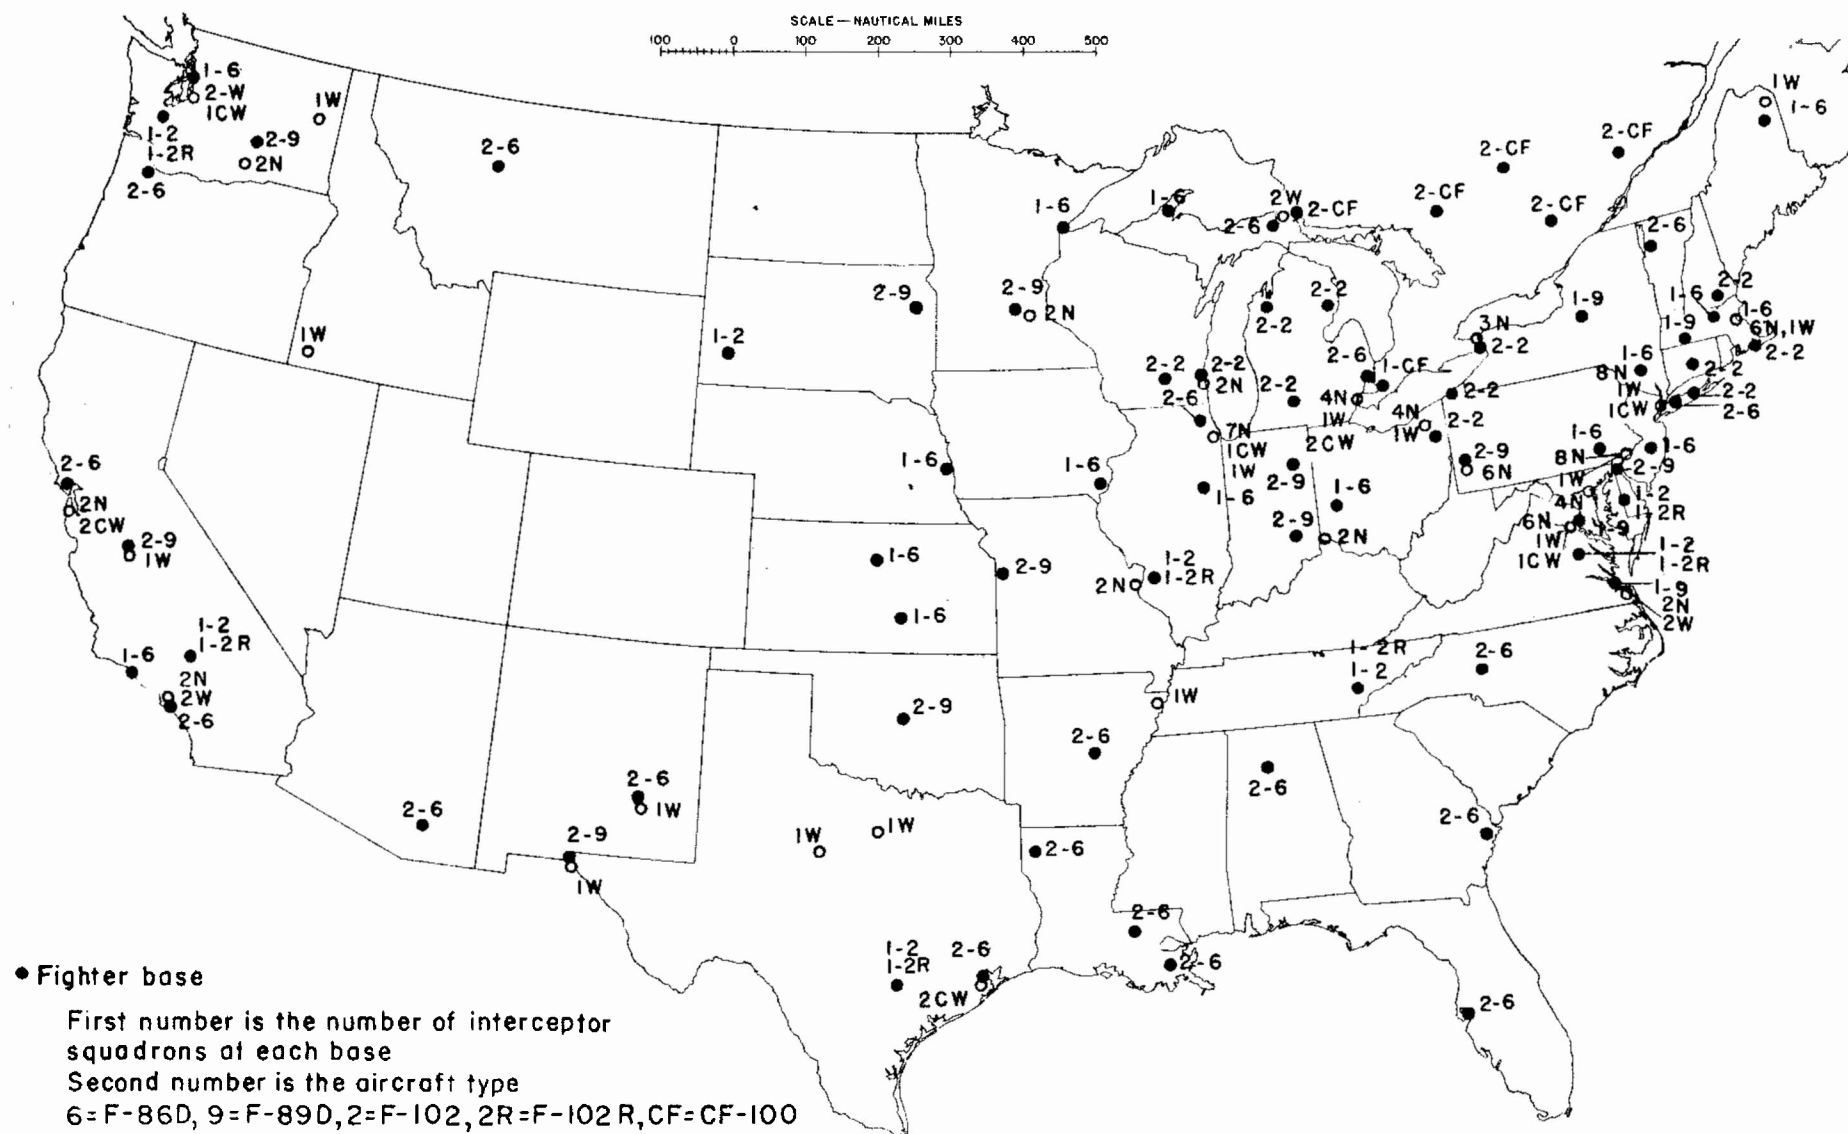 SCALE — NAUTICAL MILES
100 0 100 200 300 400 500
1-6
2-W
1CW
1W
1-2
1-2R
2-9
2N
2-6
2-6
1W
2-6
2N
2CW
2-9
1W
1-2
1-2R
1-6
2N
2W
2-6
2-6
2-6
1W
2-9
1W
1-2
2-9
2-9
2N
1-6
1-6
2W
2-CF
2-6
2-CF
2-CF
2-CF
2-CF
1W
1-6
2-6
2-2
2-2
2-2
2-2
2N
2-6
7N
1CW
1W
2-2
2-6
1-CF
4N
1W
2CW
4N
1W
2-2
2-2
3N
2-2
1-9
1-6
2-2
1-6
6N, 1W
2-2
1-9
2-2
1-6
8N
1W
1CW
2-2
2-6
2-9
6N
1-6
8N
1-6
2-9
1W
4N
1-2
1-2R
6N
1W
1CW
9
1-2
1-2R
1-9
2N
2W
1-6
1-6
1-6
2-9
1-6
2-9
2N
1-6
1-6
2-9
2N
1-2
1-2R
1-2R
1-2
2-6
2-9
1W
2-6
2-6
2-6
1W
1W
2-6
2-6
2-6
1-2
1-2R
2-6
2CW
2-6
● Fighter base
First number is the number of interceptor
squadrons at each base
Second number is the aircraft type
6=F-86D, 9=F-89D, 2=F-102, 2R=F-102R, CF=CF-100